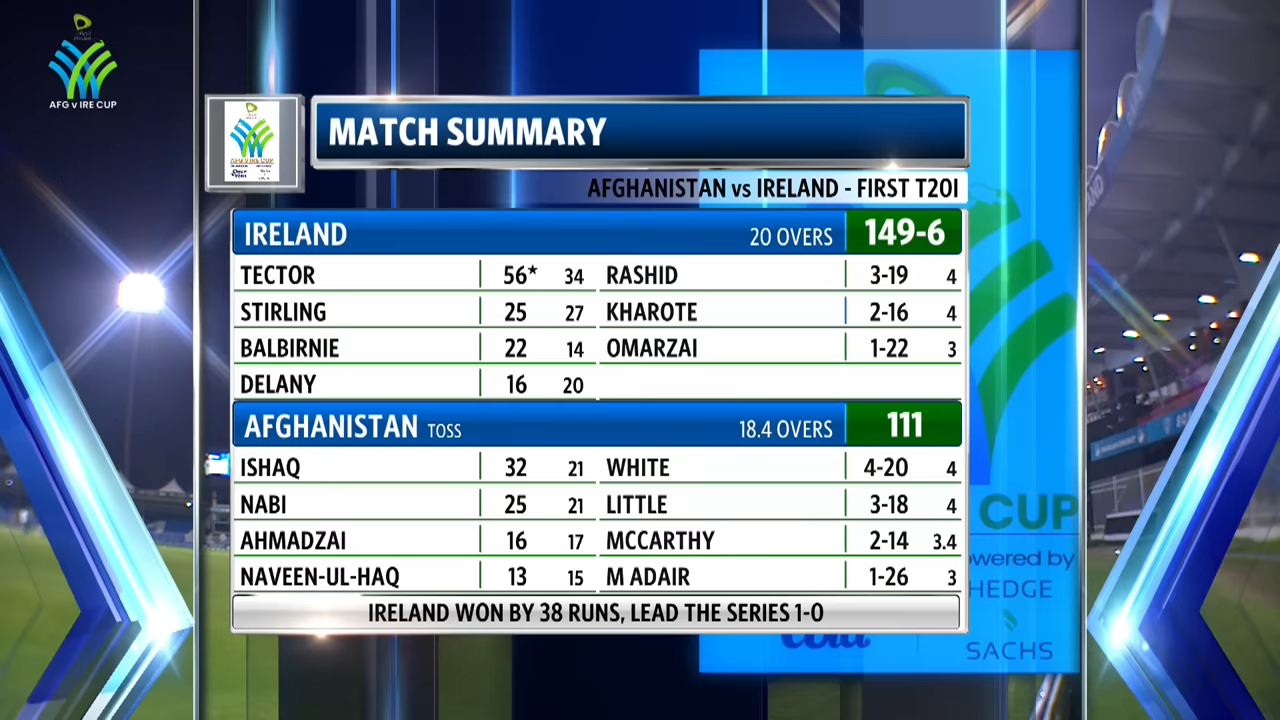 AFG v IRE CUP
AFG v IRE CUP
MATCH SUMMARY
AFGHANISTAN vs IRELAND - FIRST T20I
IRELAND 20 OVERS 149-6
TECTOR 56* 34 RASHID 3-19 4
STIRLING 25 27 KHAROTE 2-16 4
BALBIRNIE 22 14 OMARZAI 1-22 3
DELANY 16 20
AFGHANISTAN TOSS 18.4 OVERS 111
ISHAQ 32 21 WHITE 4-20 4
NABI 25 21 LITTLE 3-18 4
AHMADZAI 16 17 MCCARTHY 2-14 3.4
NAVEEN-UL-HAQ 13 15 M ADAIR 1-26 3
IRELAND WON BY 38 RUNS, LEAD THE SERIES 1-0
CUP
owered by
HEDGE
SACHS